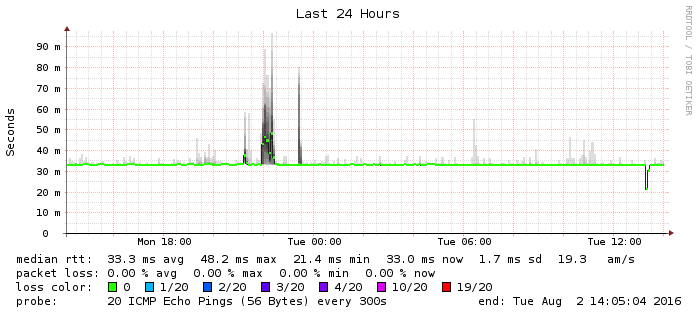 Last 24 Hours
RRDTOOL / TOBI OETIKER
Seconds
90 m
80 m
70 m
60 m
50 m
40 m
30 m
20 m
10 m
0
Mon 18:00 Tue 00:00 Tue 06:00 Tue 12:00
median rtt: 33.3 ms avg 48.2 ms max 21.4 ms min 33.0 ms now 1.7 ms sd 19.3 am/s
packet loss: 0.00 % avg 0.00 % max 0.00 % min 0.00 % now
loss color: 0 1/20 2/20 3/20 4/20 10/20 19/20
probe: 20 ICMP Echo Pings (56 Bytes) every 300s end: Tue Aug 2 14:05:04 2016